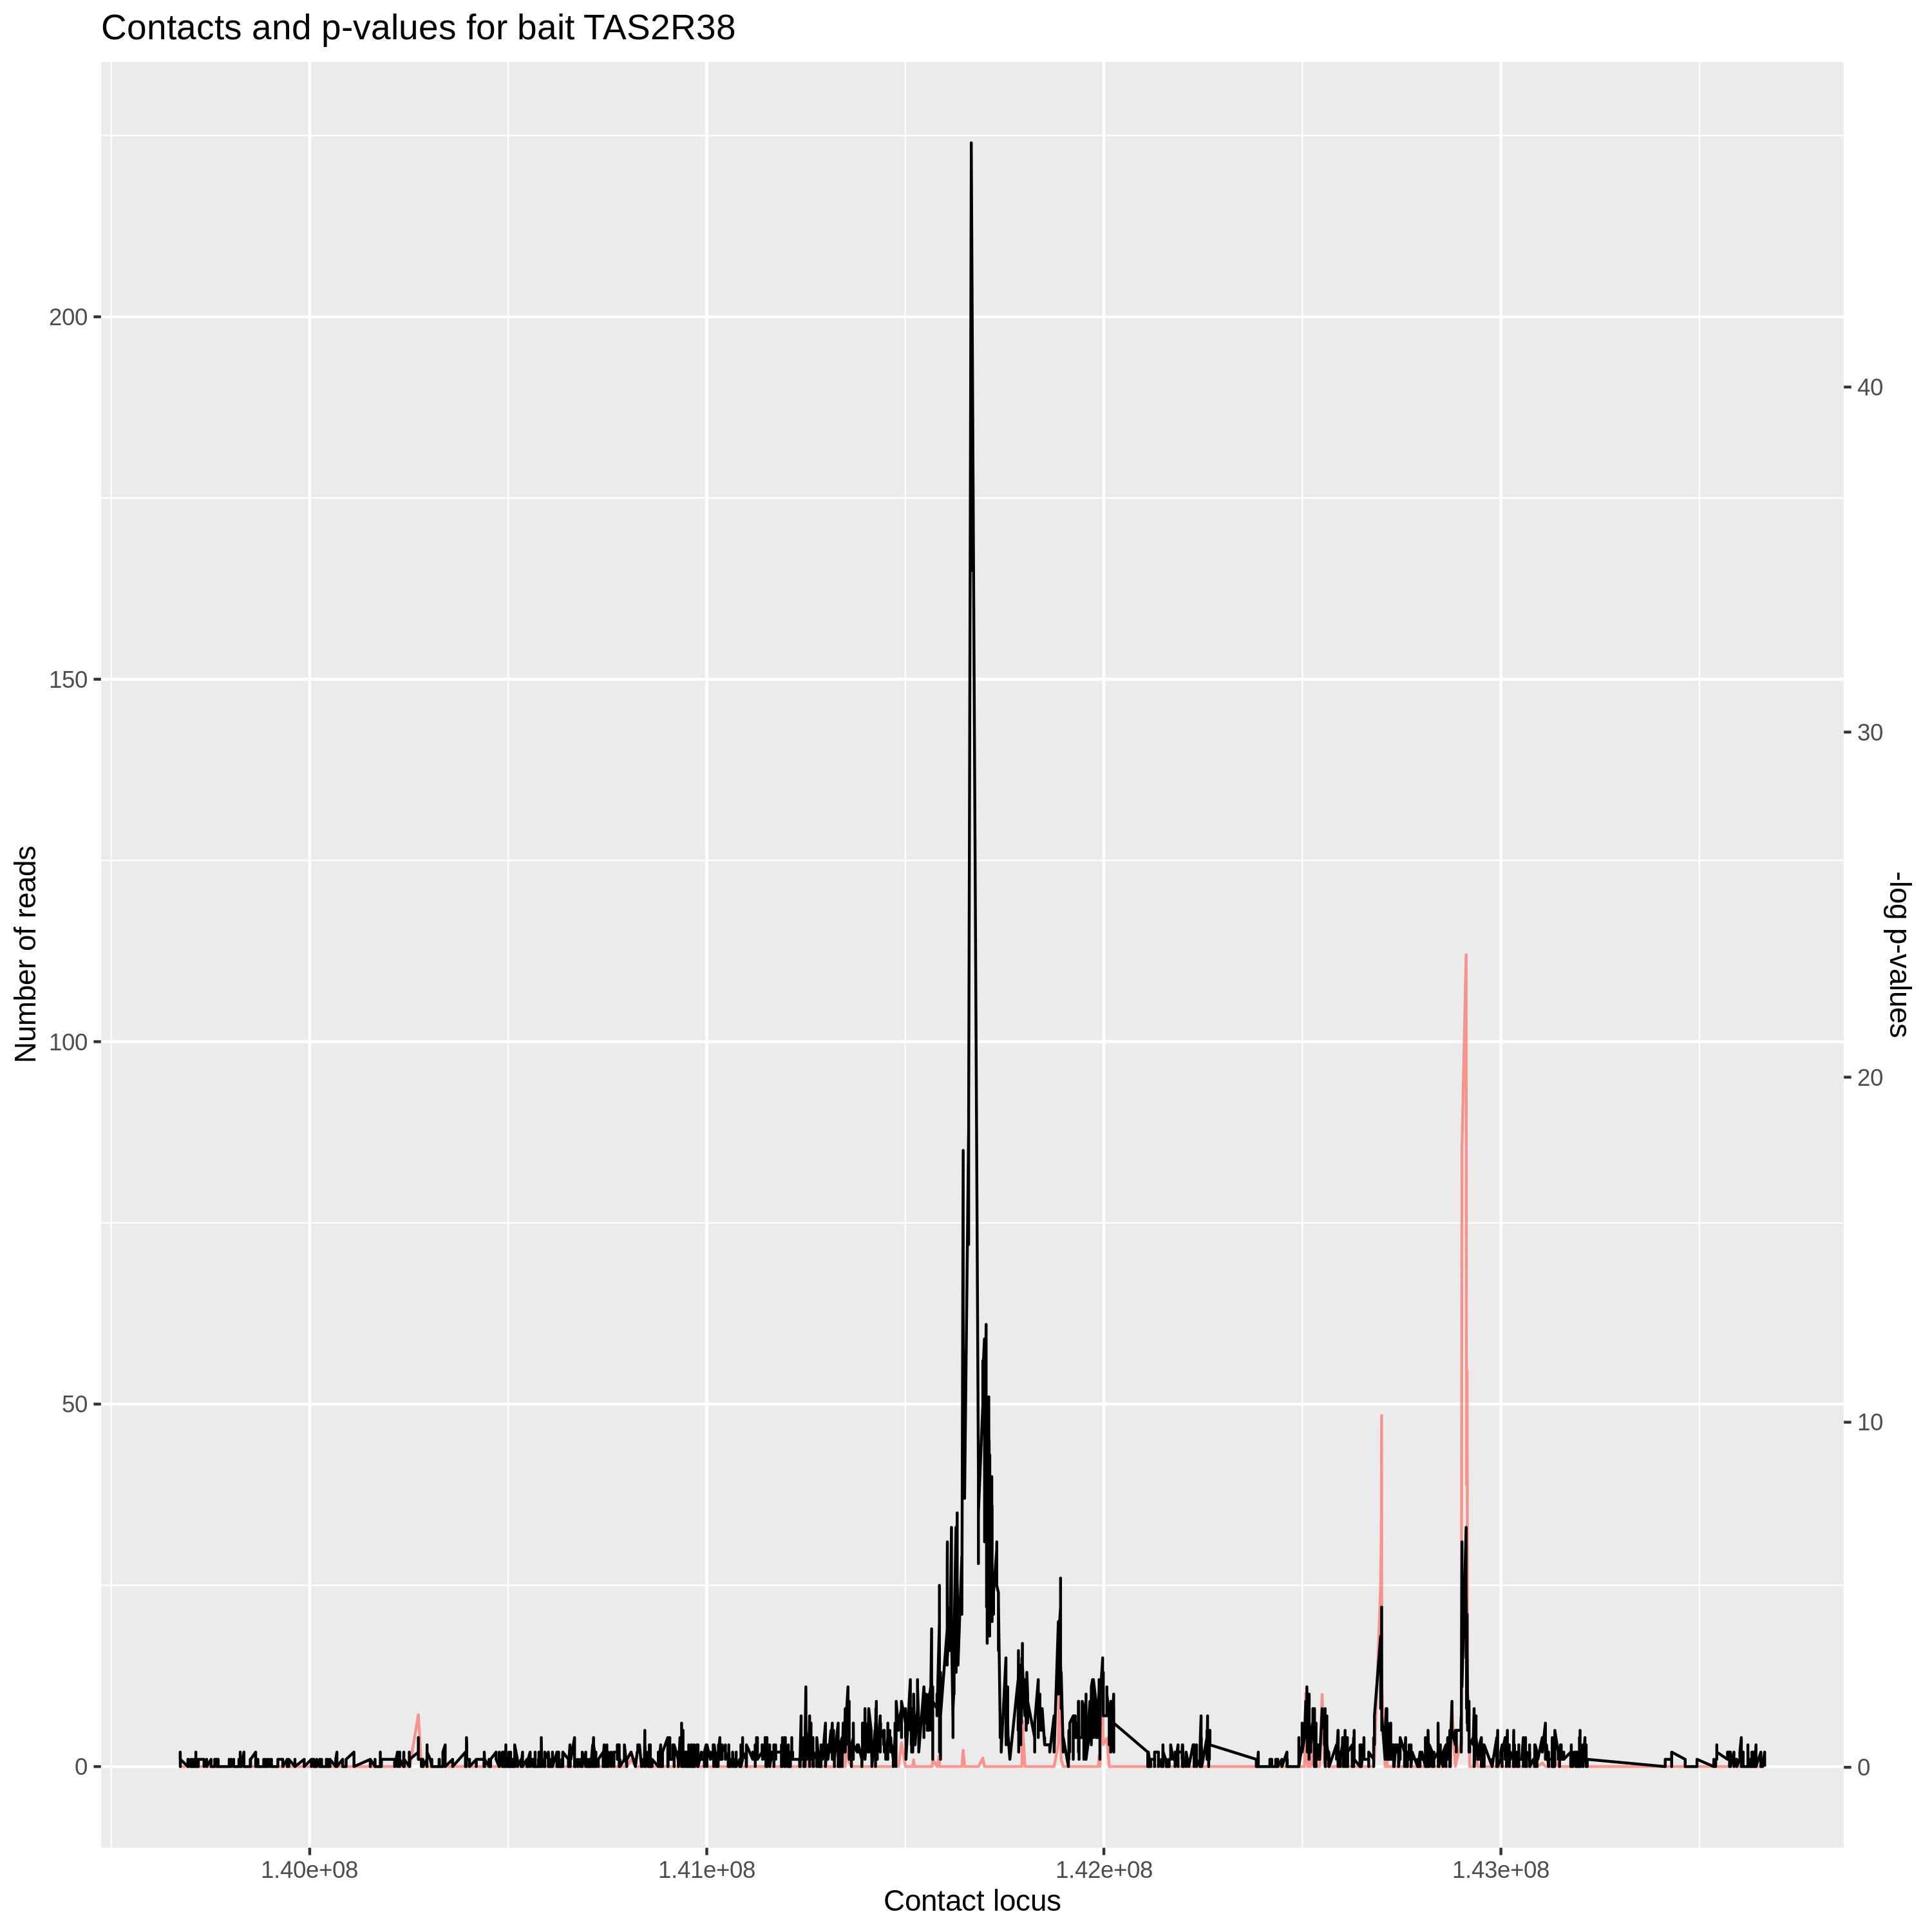 Contacts and p-values for bait TAS2R38
Number of reads
200
150
100
50
0
40
30
20
10
0
-log p-values
1.40e+08
1.41e+08
1.42e+08
1.43e+08
Contact locus